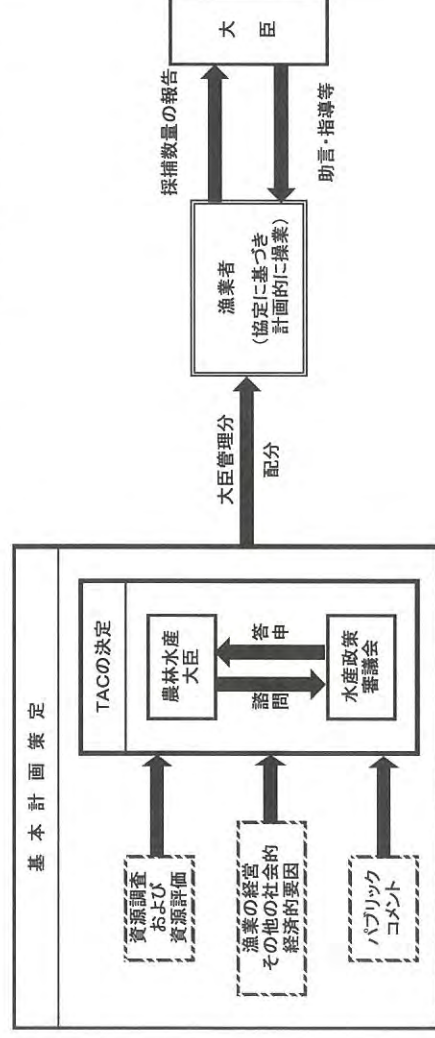 基本計画策定
資源調査
および
資源評価
漁業の経営
その他の社会的
経済的要因
パブリック
コメント
TACの決定
農林水産
大臣
諮問
答申
水産政策
審議会
大臣管理分
配分
漁業者
(協定に基づき
計画的に操業)
採捕数量の報告
助言・指導等
大臣